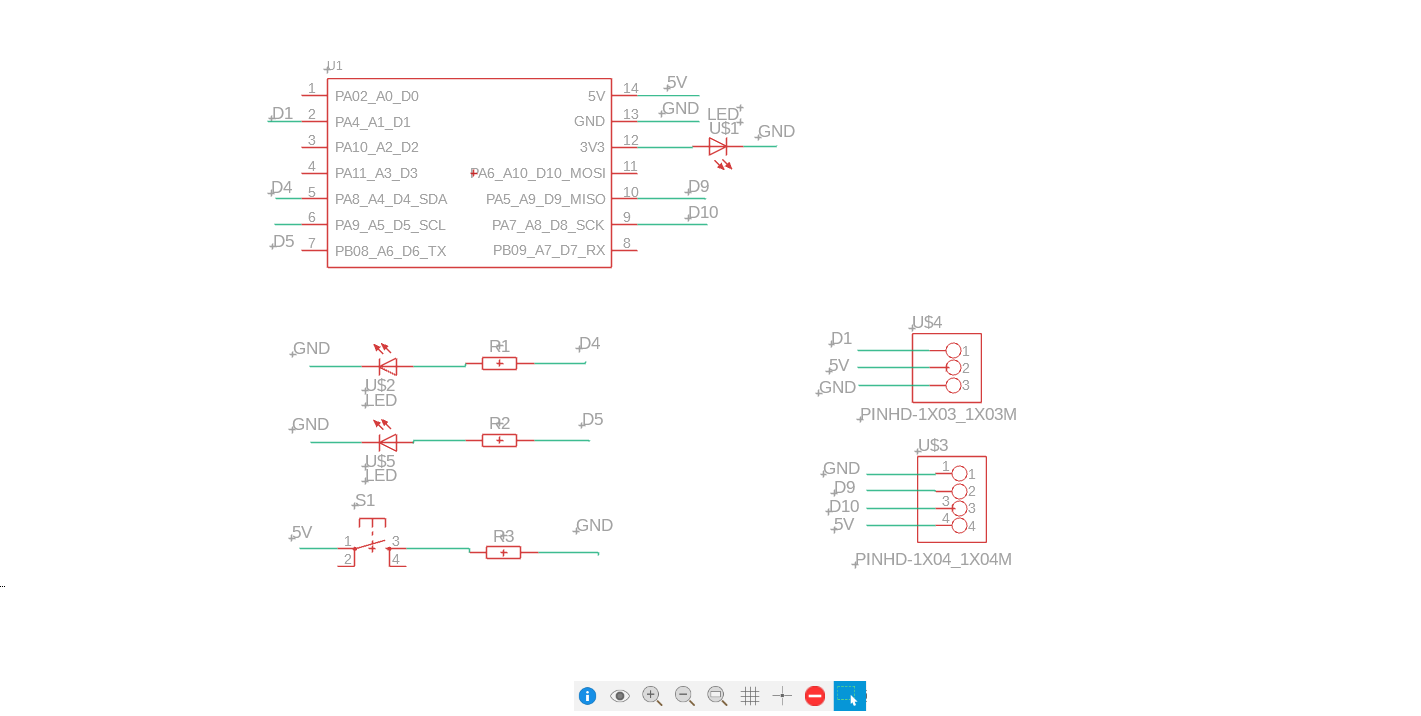 U1
1 PA02_A0_D0 5V 14 5V
D1 2 PA4_A1_D1 GND 13 GND
LED
U$1 GND
3 PA10_A2_D2 3V3 12
4 PA11_A3_D3 PA6_A10_D10_MOSI 11
D4 5 PA8_A4_D4_SDA PA5_A9_D9_MISO 10 D9
6 PA9_A5_D5_SCL PA7_A8_D8_SCK 9 D10
D5 7 PB08_A6_D6_TX PB09_A7_D7_RX 8
GND R1 D4
U$2
LED
GND R2 D5
U$5
LED
S1
5V 1 3 R3 GND
2 4
U$4
D1 1
5V 2
GND 3
PINHD-1X03_1X03M
U$3
GND 1 1
D9 2
D10 3 3
5V 4 4
PINHD-1X04_1X04M